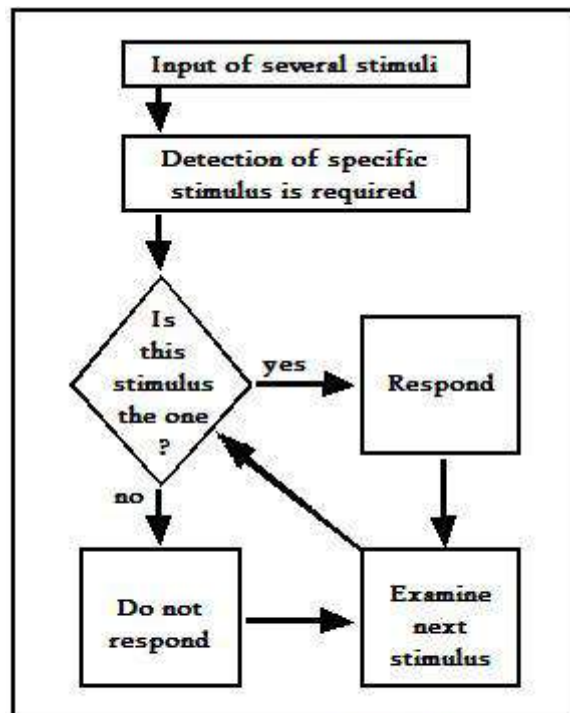 Input of several stimuli
Detection of specific
stimulus is required
Is
this
stimulus
the one
?
yes
Respond
no
Do not
respond
Examine
next
stimulus